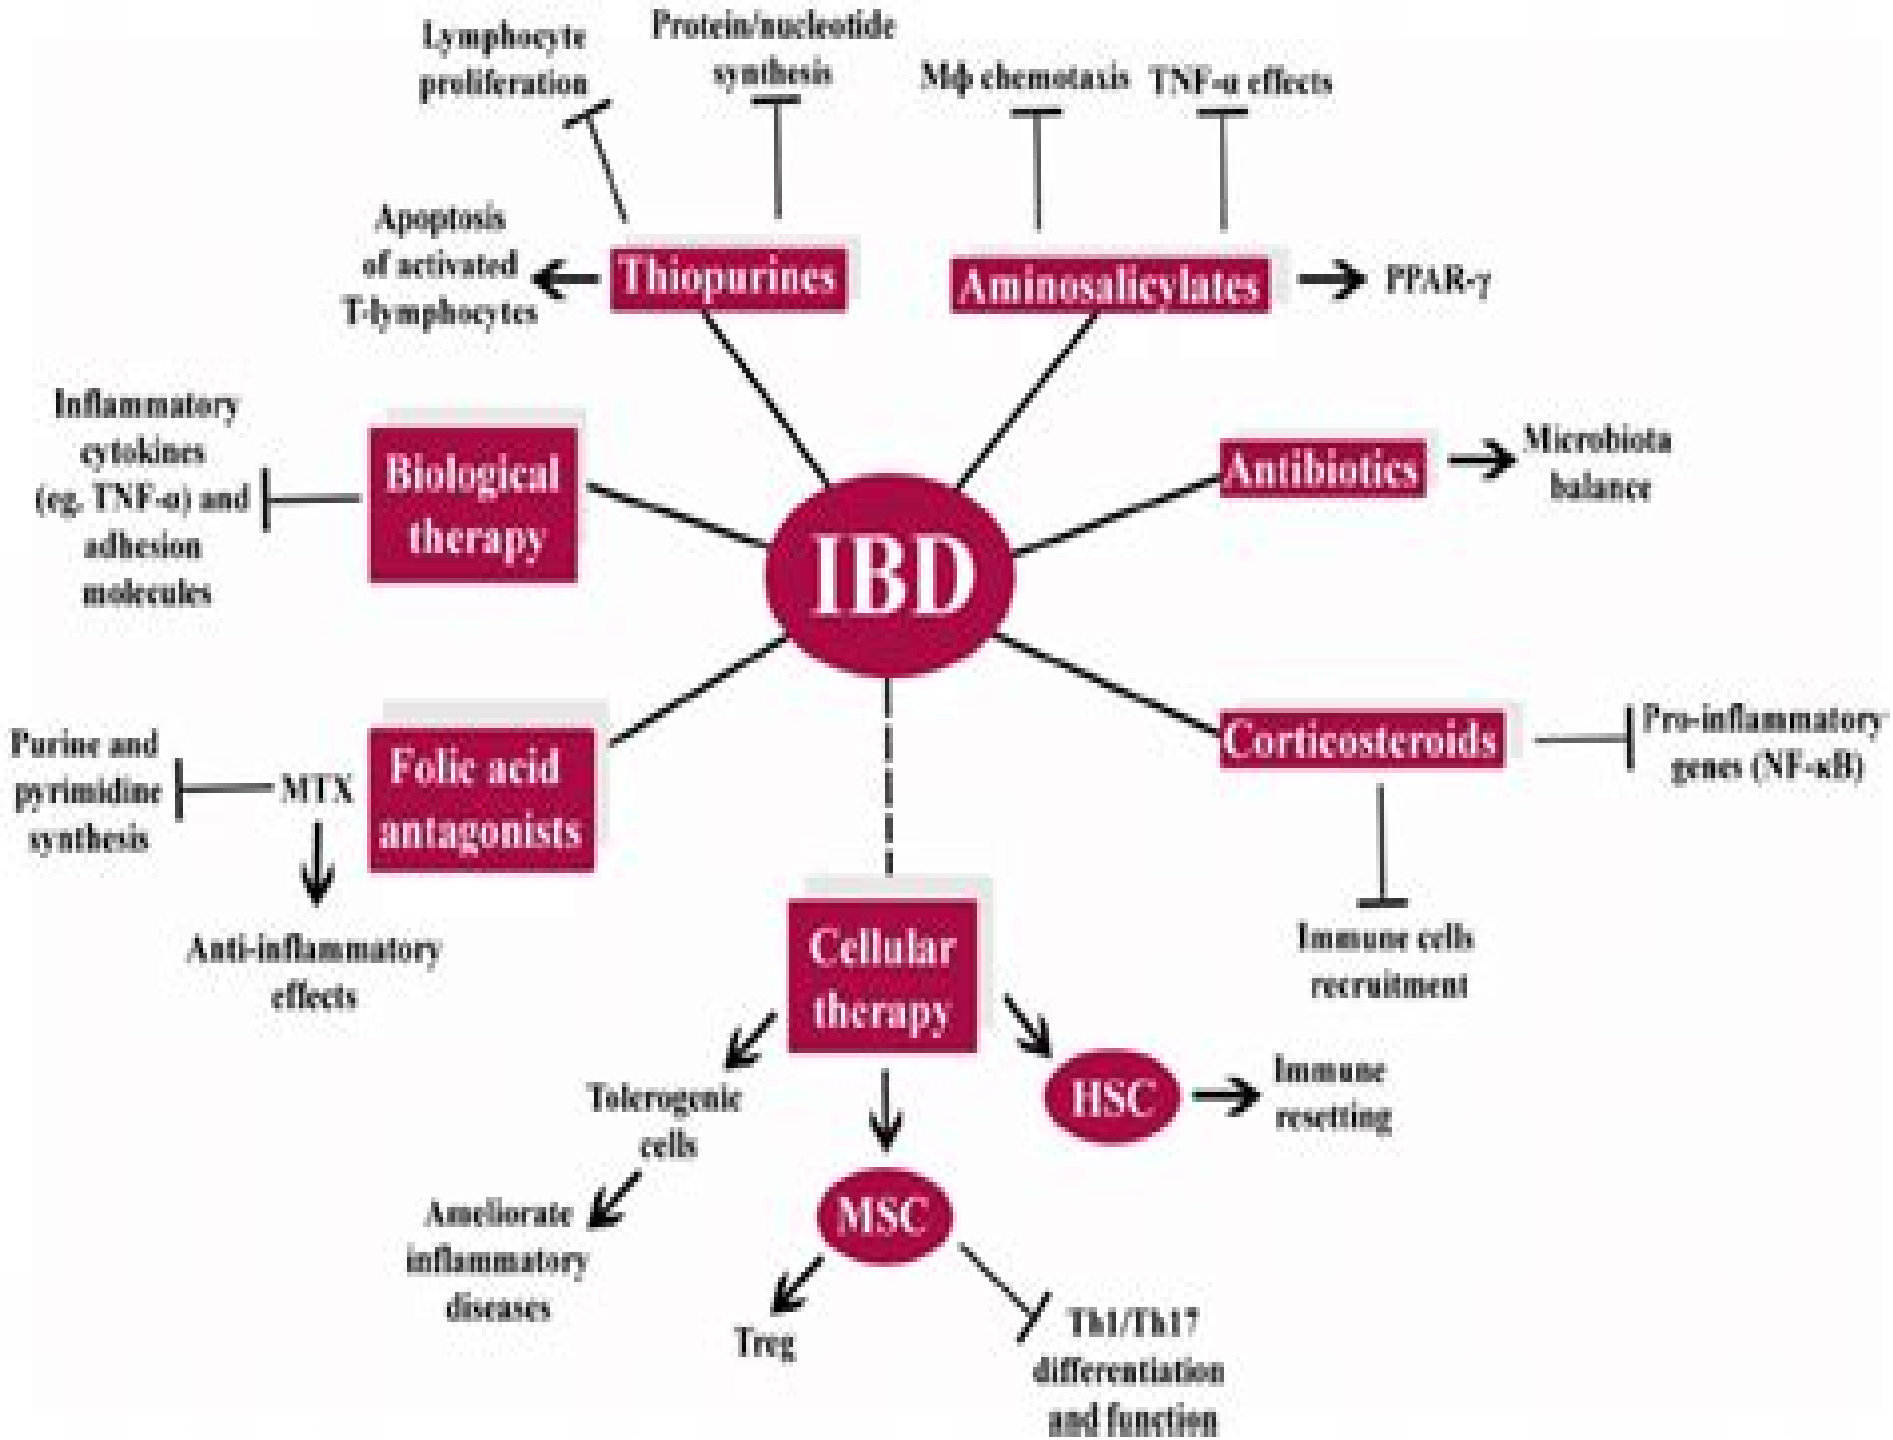 Lymphocyte
proliferation
Protein/nucleotide
synthesis
Mϕ chemotaxis
TNF-α effects
Apoptosis
of activated
T-lymphocytes
Thiopurines
Aminosalicylates
PPAR-γ
Inflammatory
cytokines
(eg. TNF-α) and
adhesion
molecules
Biological
therapy
Antibiotics
Microbiota
balance
IBD
Purine and
pyrimidine
synthesis
MTX
Folic acid
antagonists
Corticosteroids
Pro-inflammatory
genes (NF-κB)
Anti-inflammatory
effects
Cellular
therapy
Immune cells
recruitment
Tolerogenic
cells
HSC
Immune
resetting
Ameliorate
inflammatory
diseases
MSC
Treg
Th1/Th17
differentiation
and function